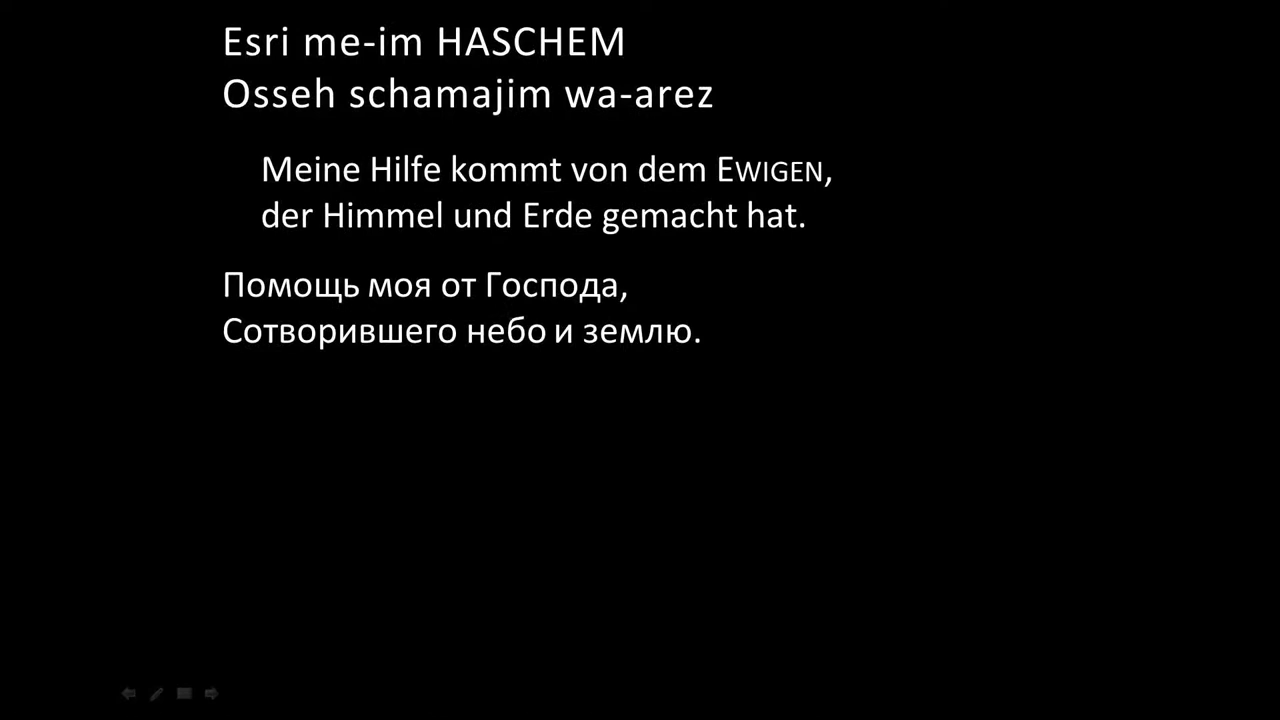 Esri me-im HASCHEM
Osseh schamajim wa-arez
Meine Hilfe kommt von dem EWIGEN,
der Himmel und Erde gemacht hat.
Помощь моя от Господа,
Сотворившего небо и землю.